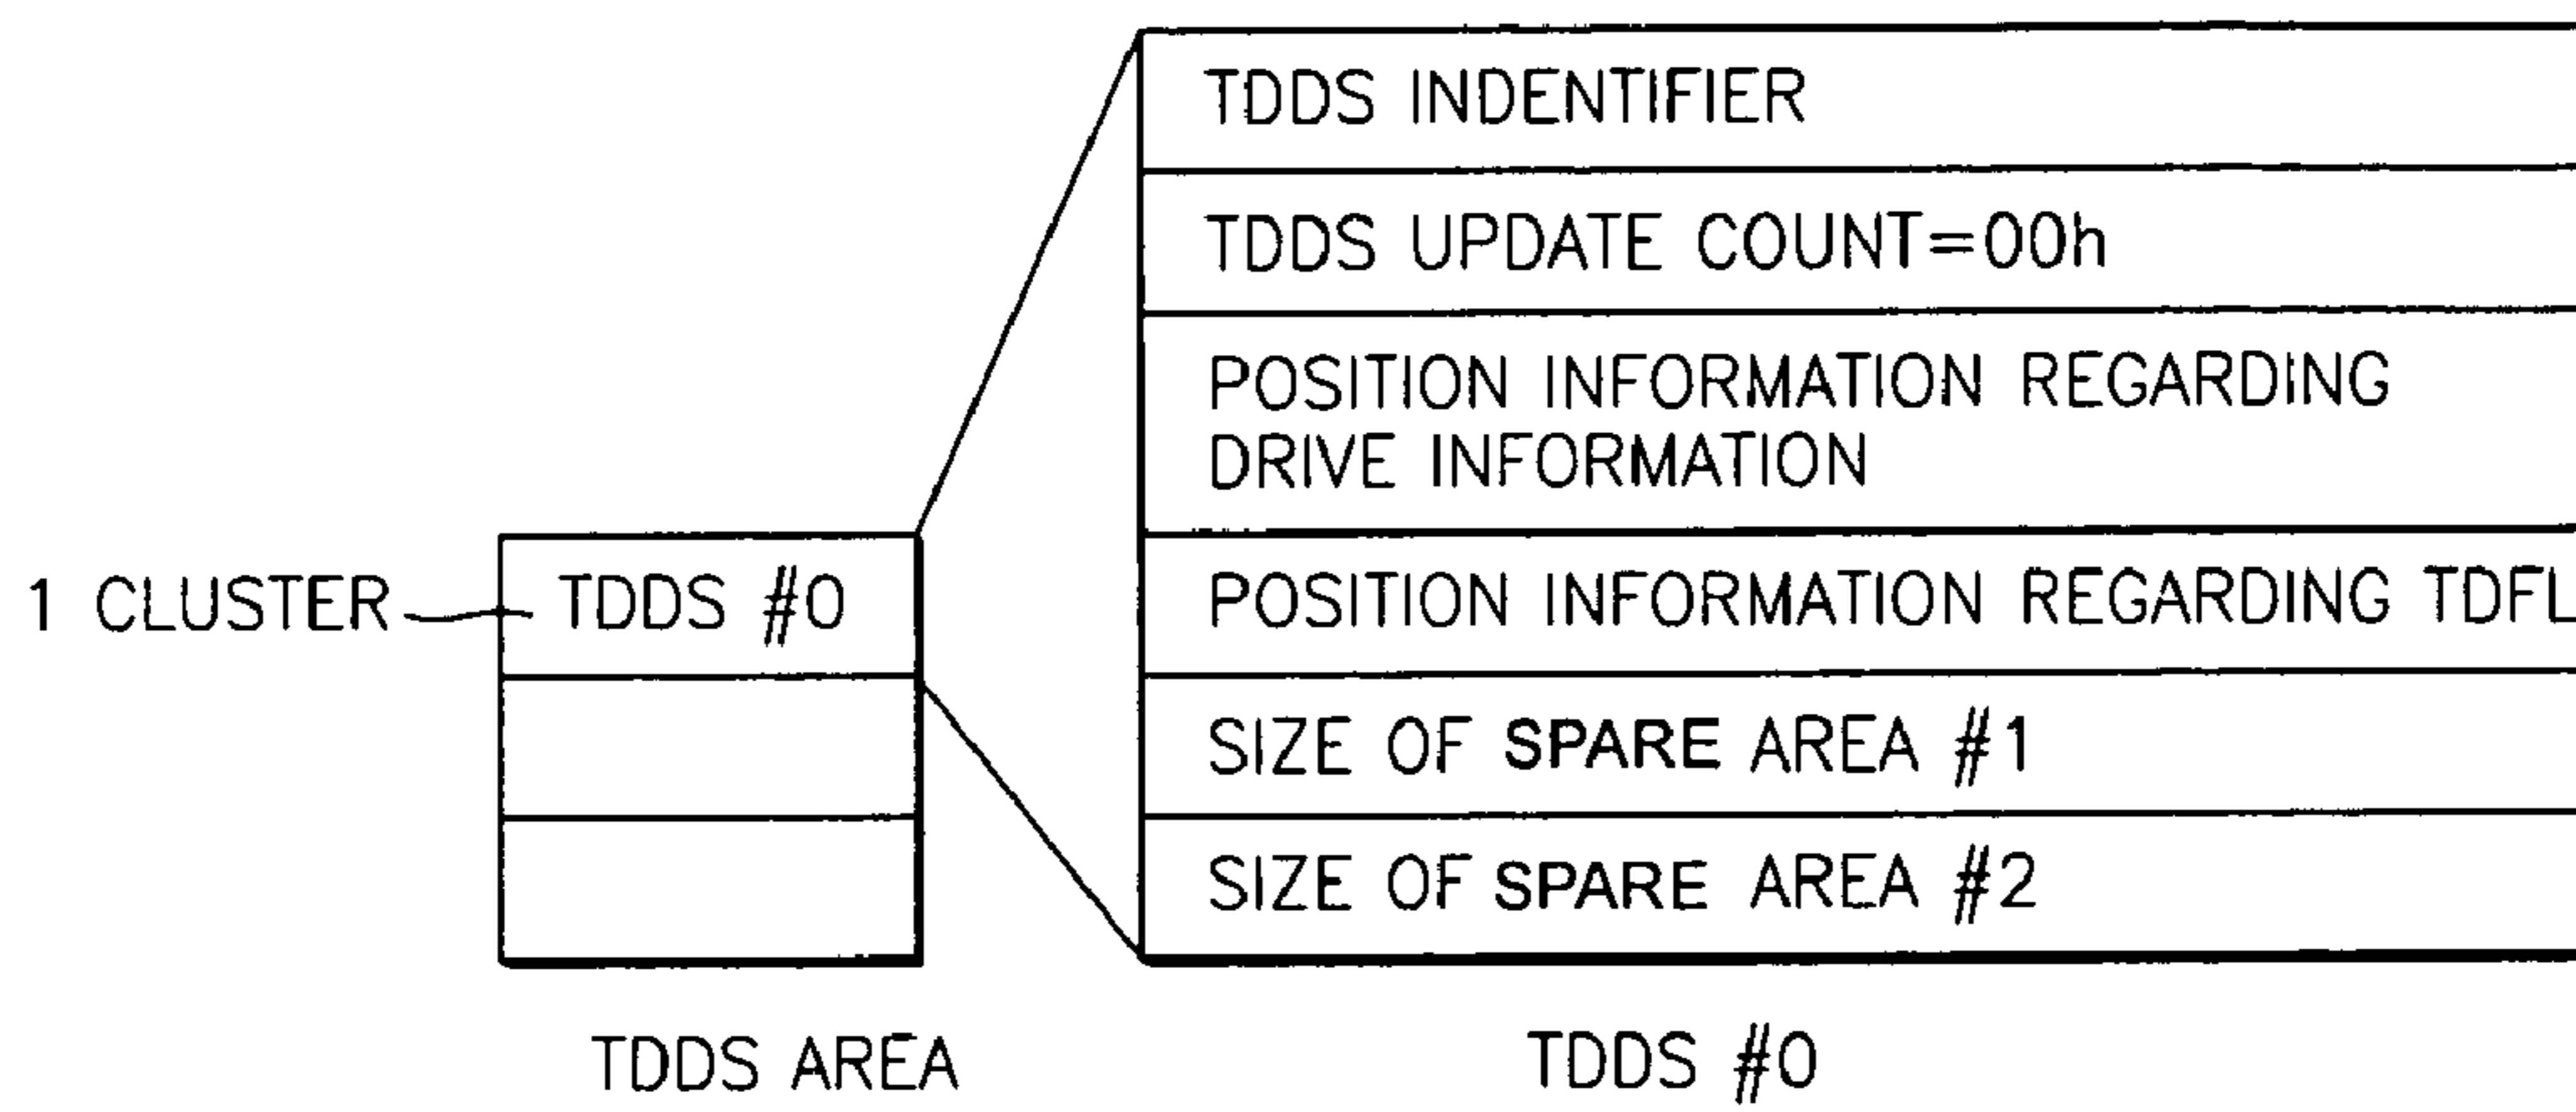 TDDS INDENTIFIER
TDDS UPDATE COUNT=00h
POSITION INFORMATION REGARDING
DRIVE INFORMATION
1 CLUSTER
TDDS #0
POSITION INFORMATION REGARDING TDFL
SIZE OF SPARE AREA #1
SIZE OF SPARE AREA #2
TDDS AREA
TDDS #0